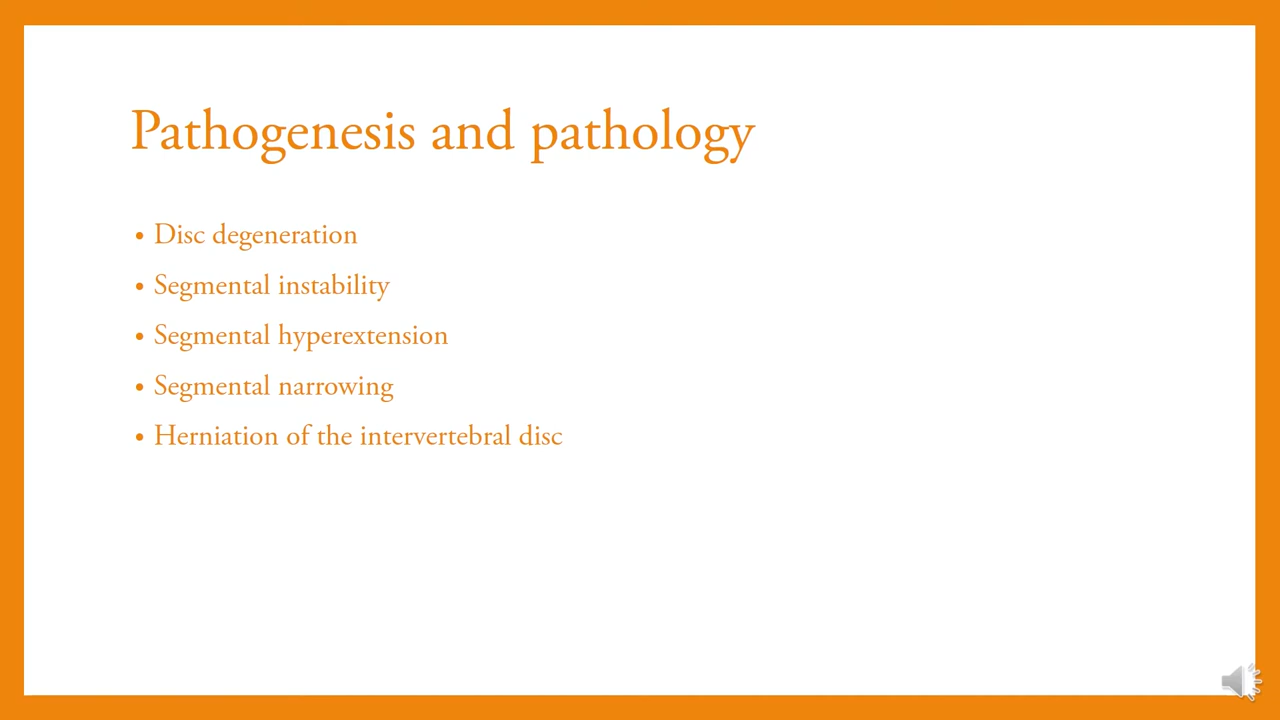 Pathogenesis and pathology
• Disc degeneration
• Segmental instability
• Segmental hyperextension
• Segmental narrowing
• Herniation of the intervertebral disc